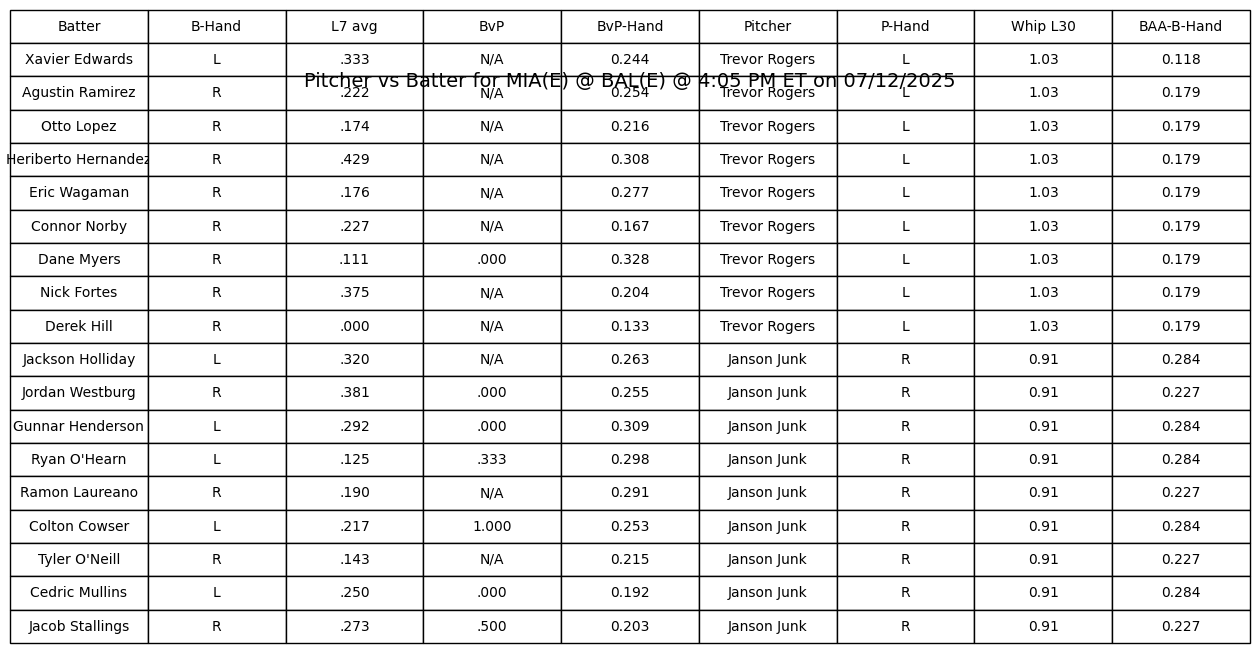 Batter B-Hand L7 avg BvP BvP-Hand Pitcher P-Hand Whip L30 BAA-B-Hand
Xavier Edwards L .333 N/A 0.244 Trevor Rogers L 1.03 0.118
Pitcher vs Batter for MIA(E) @ BAL(E) @ 4:05 PM ET on 07/12/2025
Agustin Ramirez R .222 N/A 0.254 Trevor Rogers L 1.03 0.179
Otto Lopez R .174 N/A 0.216 Trevor Rogers L 1.03 0.179
Heriberto Hernandez R .429 N/A 0.308 Trevor Rogers L 1.03 0.179
Eric Wagaman R .176 N/A 0.277 Trevor Rogers L 1.03 0.179
Connor Norby R .227 N/A 0.167 Trevor Rogers L 1.03 0.179
Dane Myers R .111 .000 0.328 Trevor Rogers L 1.03 0.179
Nick Fortes R .375 N/A 0.204 Trevor Rogers L 1.03 0.179
Derek Hill R .000 N/A 0.133 Trevor Rogers L 1.03 0.179
Jackson Holliday L .320 N/A 0.263 Janson Junk R 0.91 0.284
Jordan Westburg R .381 .000 0.255 Janson Junk R 0.91 0.227
Gunnar Henderson L .292 .000 0.309 Janson Junk R 0.91 0.284
Ryan O'Hearn L .125 .333 0.298 Janson Junk R 0.91 0.284
Ramon Laureano R .190 N/A 0.291 Janson Junk R 0.91 0.227
Colton Cowser L .217 1.000 0.253 Janson Junk R 0.91 0.284
Tyler O'Neill R .143 N/A 0.215 Janson Junk R 0.91 0.227
Cedric Mullins L .250 .000 0.192 Janson Junk R 0.91 0.284
Jacob Stallings R .273 .500 0.203 Janson Junk R 0.91 0.227